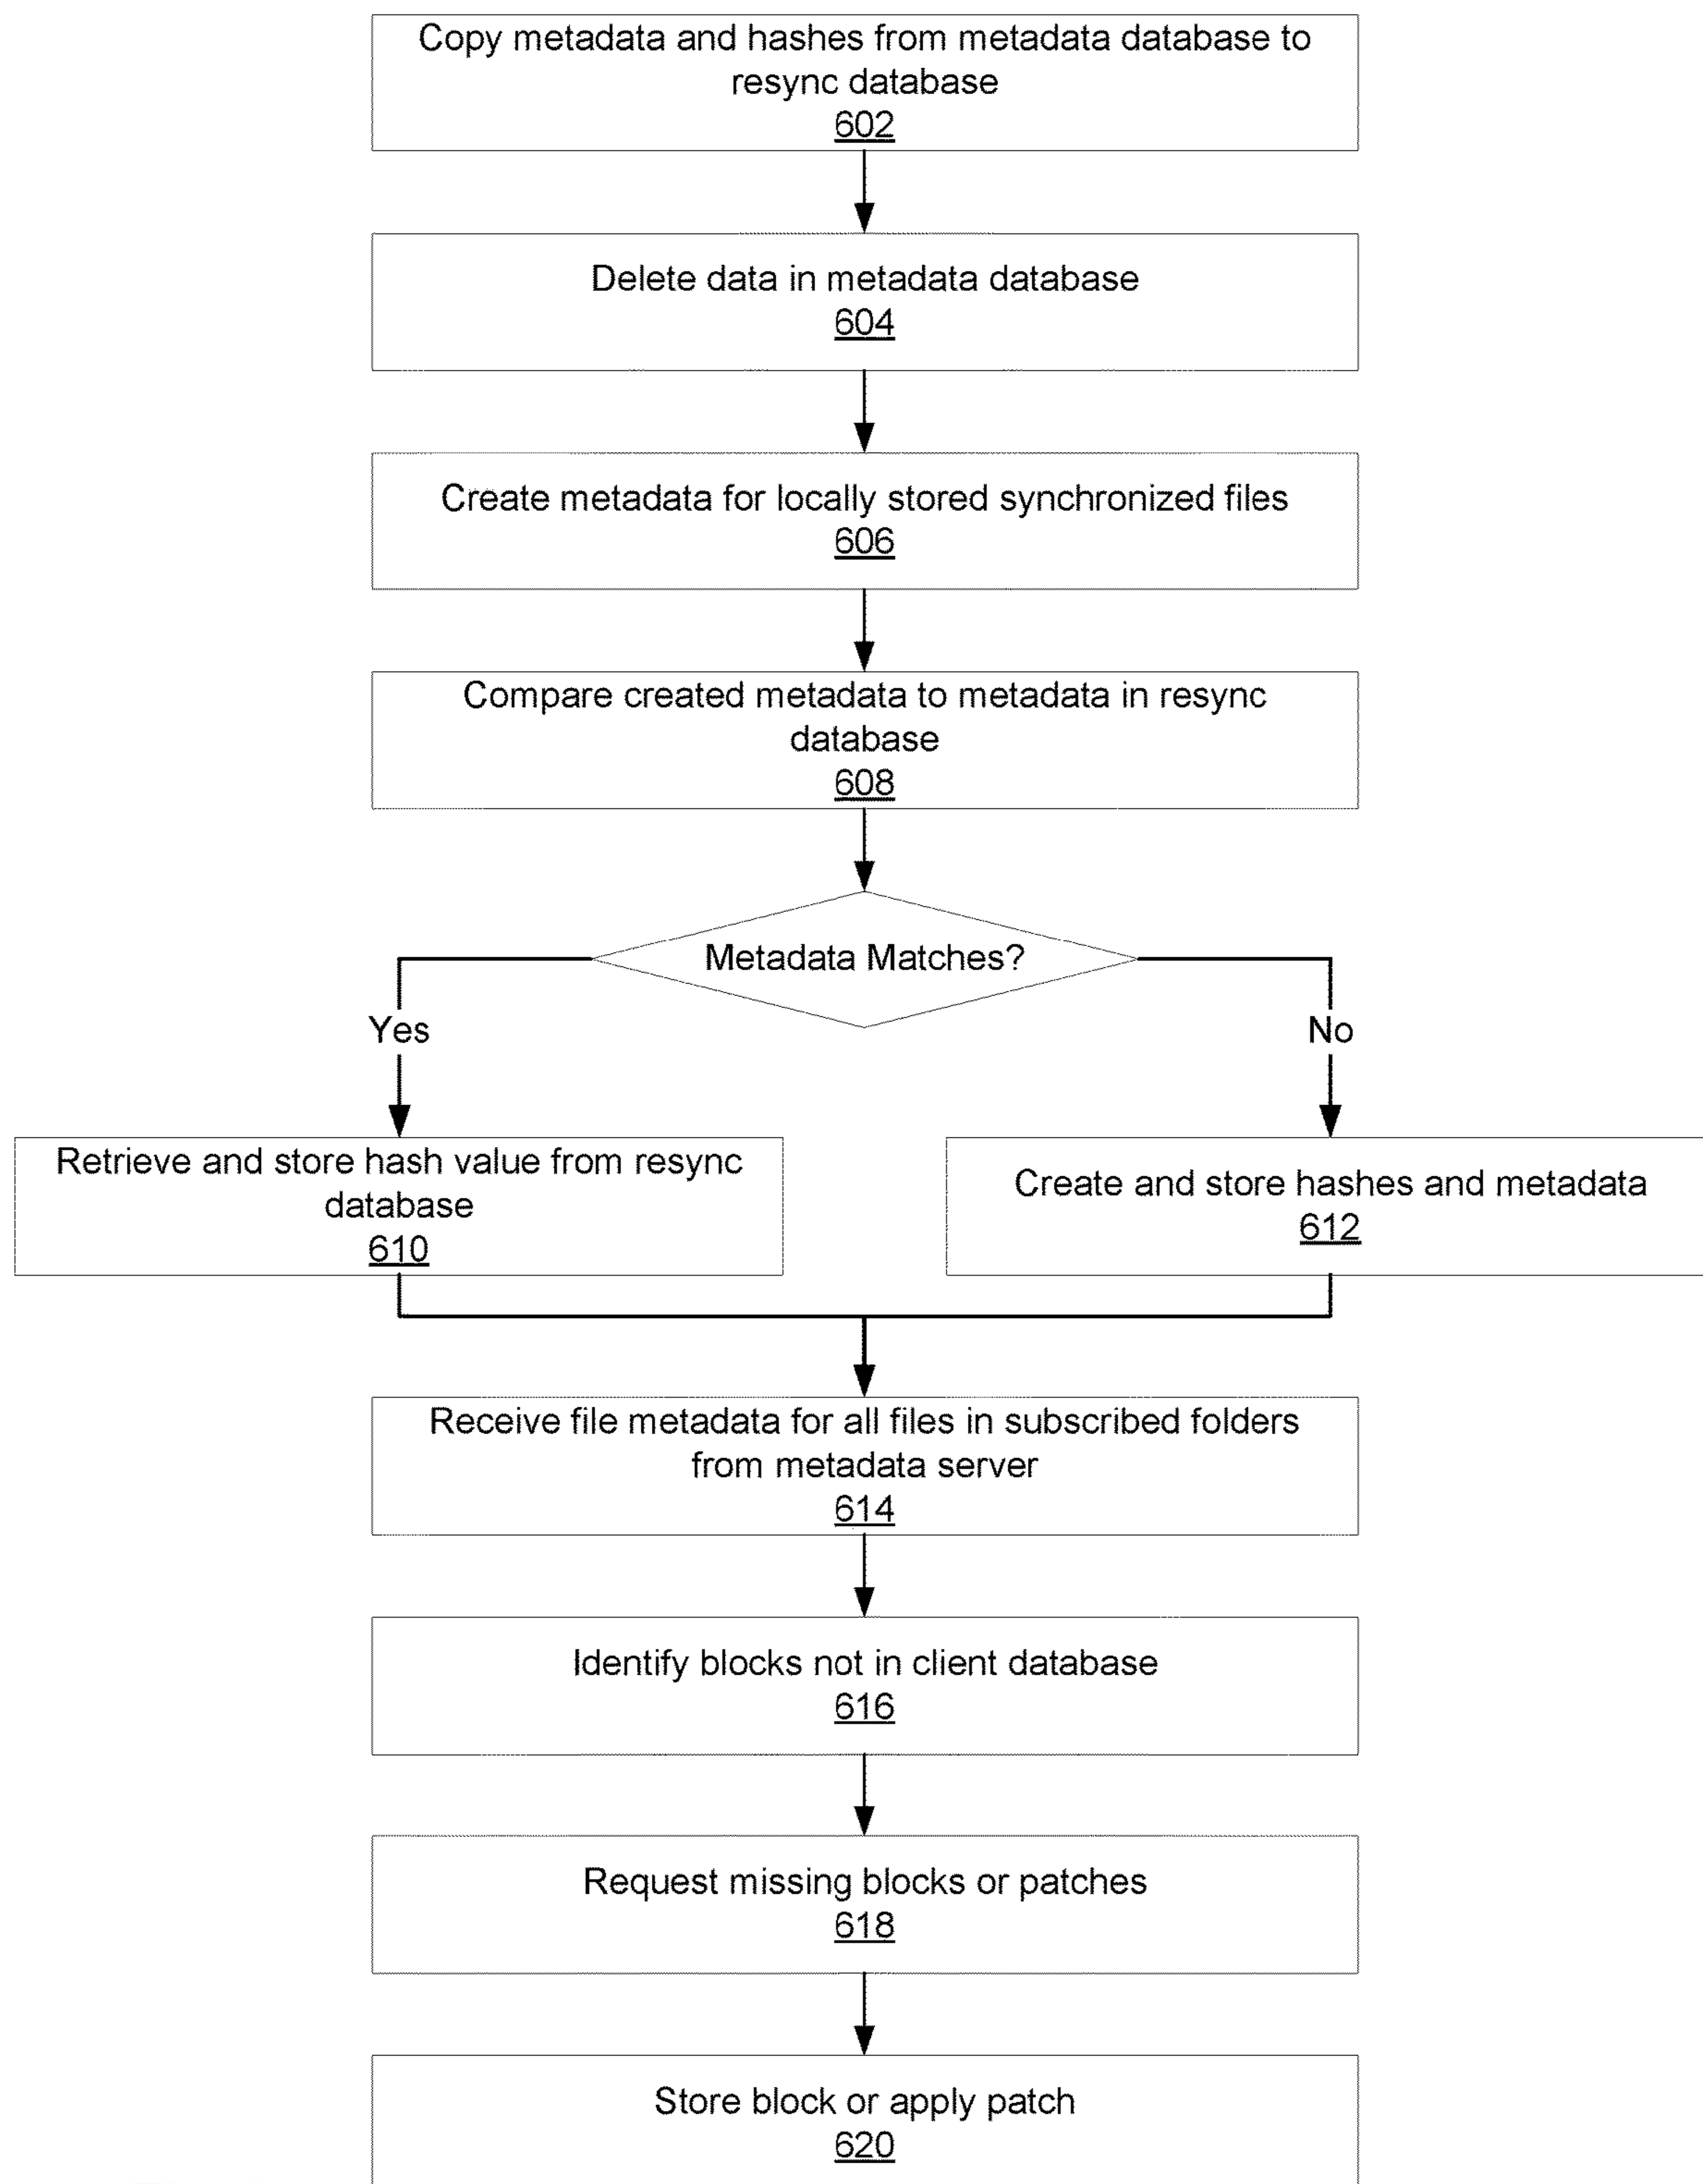 Copy metadata and hashes from metadata database to
resync database
602
Delete data in metadata database
604
Create metadata for locally stored synchronized files
606
Compare created metadata to metadata in resync
database
608
Metadata Matches?
Yes
No
Retrieve and store hash value from resync
database
610
Create and store hashes and metadata
612
Receive file metadata for all files in subscribed folders
from metadata server
614
Identify blocks not in client database
616
Request missing blocks or patches
618
Store block or apply patch
620